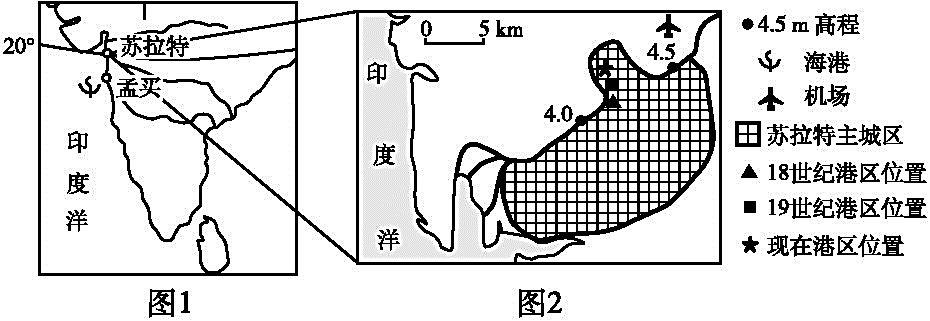 20°
苏拉特
孟买
印
度
洋
图1
0 5 km
印
度
洋
4.5
4.0
图2
4.5 m高程
海港
机场
苏拉特主城区
18世纪港区位置
19世纪港区位置
现在港区位置